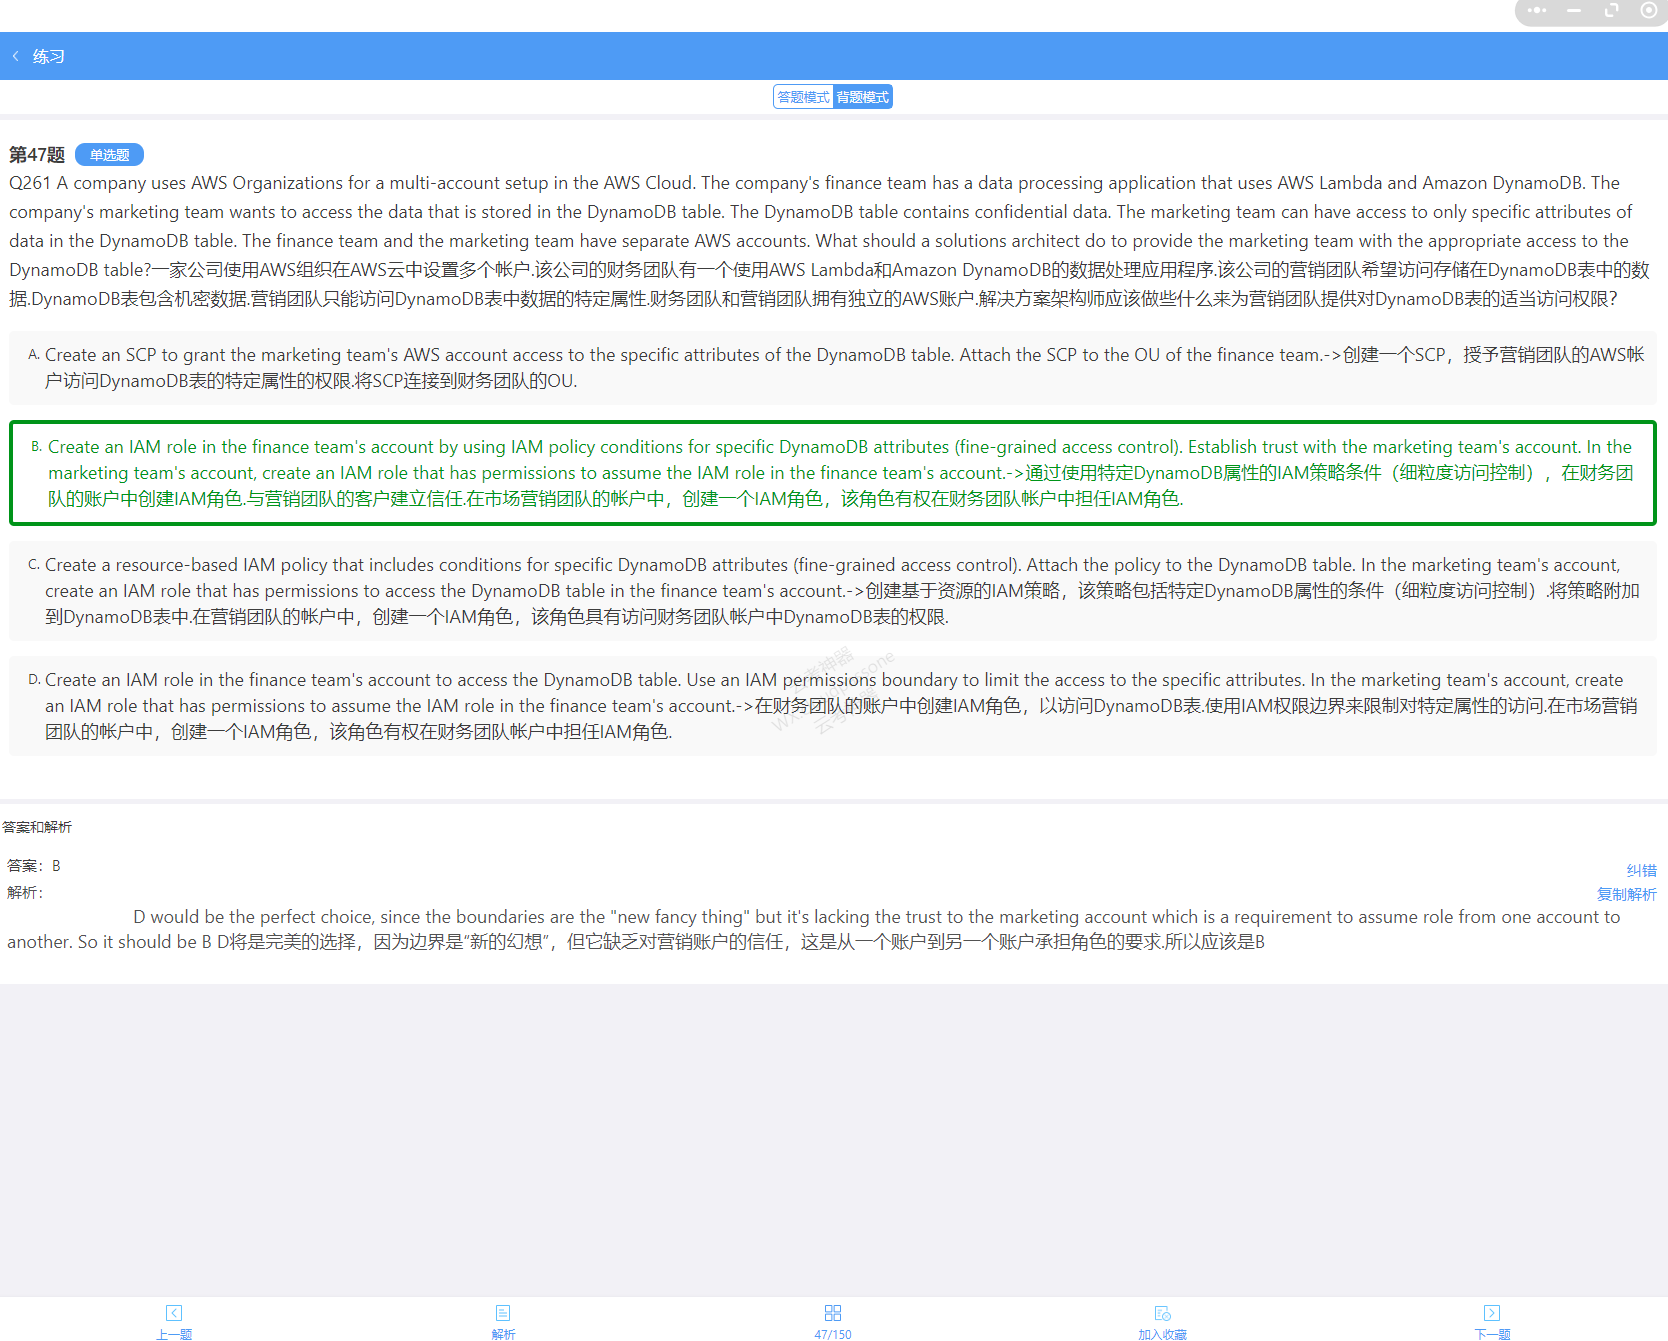 练习
答题模式 背题模式
第47题 单选题
Q261 A company uses AWS Organizations for a multi-account setup in the AWS Cloud. The company's finance team has a data processing application that uses AWS Lambda and Amazon DynamoDB. The
company's marketing team wants to access the data that is stored in the DynamoDB table. The DynamoDB table contains confidential data. The marketing team can have access to only specific attributes of
data in the DynamoDB table. The finance team and the marketing team have separate AWS accounts. What should a solutions architect do to provide the marketing team with the appropriate access to the
DynamoDB table?一家公司使用AWS组织在AWS云中设置多个帐户.该公司的财务团队有一个使用AWS Lambda和Amazon DynamoDB的数据处理应用程序.该公司的营销团队希望访问存储在DynamoDB表中的数
据.DynamoDB表包含机密数据.营销团队只能访问DynamoDB表中数据的特定属性.财务团队和营销团队拥有独立的AWS账户.解决方案架构师应该做些什么来为营销团队提供对DynamoDB表的适当访问权限？
A. Create an SCP to grant the marketing team's AWS account access to the specific attributes of the DynamoDB table. Attach the SCP to the OU of the finance team.->创建一个SCP，授予营销团队的AWS帐
户访问DynamoDB表的特定属性的权限.将SCP连接到财务团队的OU.
B. Create an IAM role in the finance team's account by using IAM policy conditions for specific DynamoDB attributes (fine-grained access control). Establish trust with the marketing team's account. In the
marketing team's account, create an IAM role that has permissions to assume the IAM role in the finance team's account.->通过使用特定DynamoDB属性的IAM策略条件（细粒度访问控制），在财务团
队的账户中创建IAM角色.与营销团队的客户建立信任.在市场营销团队的帐户中，创建一个IAM角色，该角色有权在财务团队帐户中担任IAM角色.
C. Create a resource-based IAM policy that includes conditions for specific DynamoDB attributes (fine-grained access control). Attach the policy to the DynamoDB table. In the marketing team's account,
create an IAM role that has permissions to access the DynamoDB table in the finance team's account.->创建基于资源的IAM策略，该策略包括特定DynamoDB属性的条件（细粒度访问控制）.将策略附加
到DynamoDB表中.在营销团队的帐户中，创建一个IAM角色，该角色具有访问财务团队帐户中DynamoDB表的权限.
D. Create an IAM role in the finance team's account to access the DynamoDB table. Use an IAM permissions boundary to limit the access to the specific attributes. In the marketing team's account, create
an IAM role that has permissions to assume the IAM role in the finance team's account.->在财务团队的账户中创建IAM角色，以访问DynamoDB表.使用IAM权限边界来限制对特定属性的访问.在市场营销
团队的帐户中，创建一个IAM角色，该角色有权在财务团队帐户中担任IAM角色.
答案和解析
答案：B
纠错
解析：
复制解析
D would be the perfect choice, since the boundaries are the "new fancy thing" but it's lacking the trust to the marketing account which is a requirement to assume role from one account to
another. So it should be B D将是完美的选择，因为边界是“新的幻想”，但它缺乏对营销账户的信任，这是从一个账户到另一个账户承担角色的要求.所以应该是B
上一题 解析 47/150 加入收藏 下一题